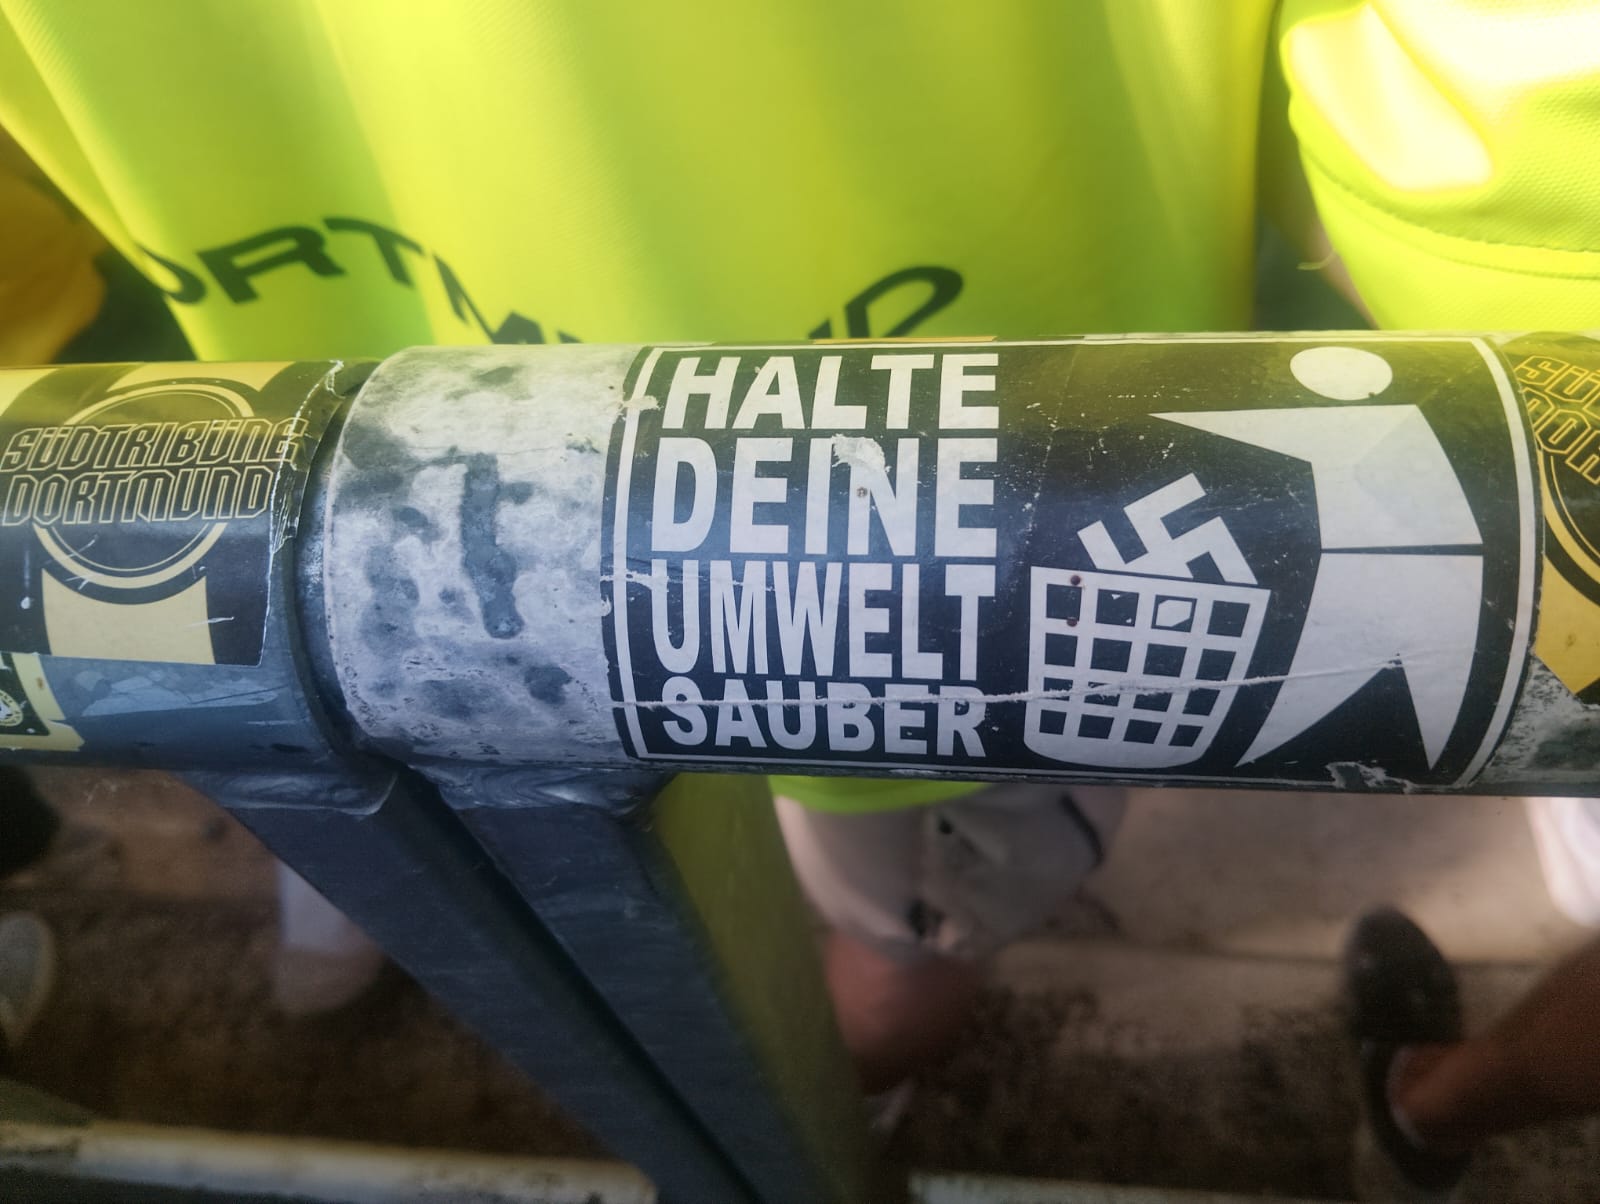 SÜDTRIBÜNE
DORTMUND
HALTE
DEINE
UMWELT
SAUBER